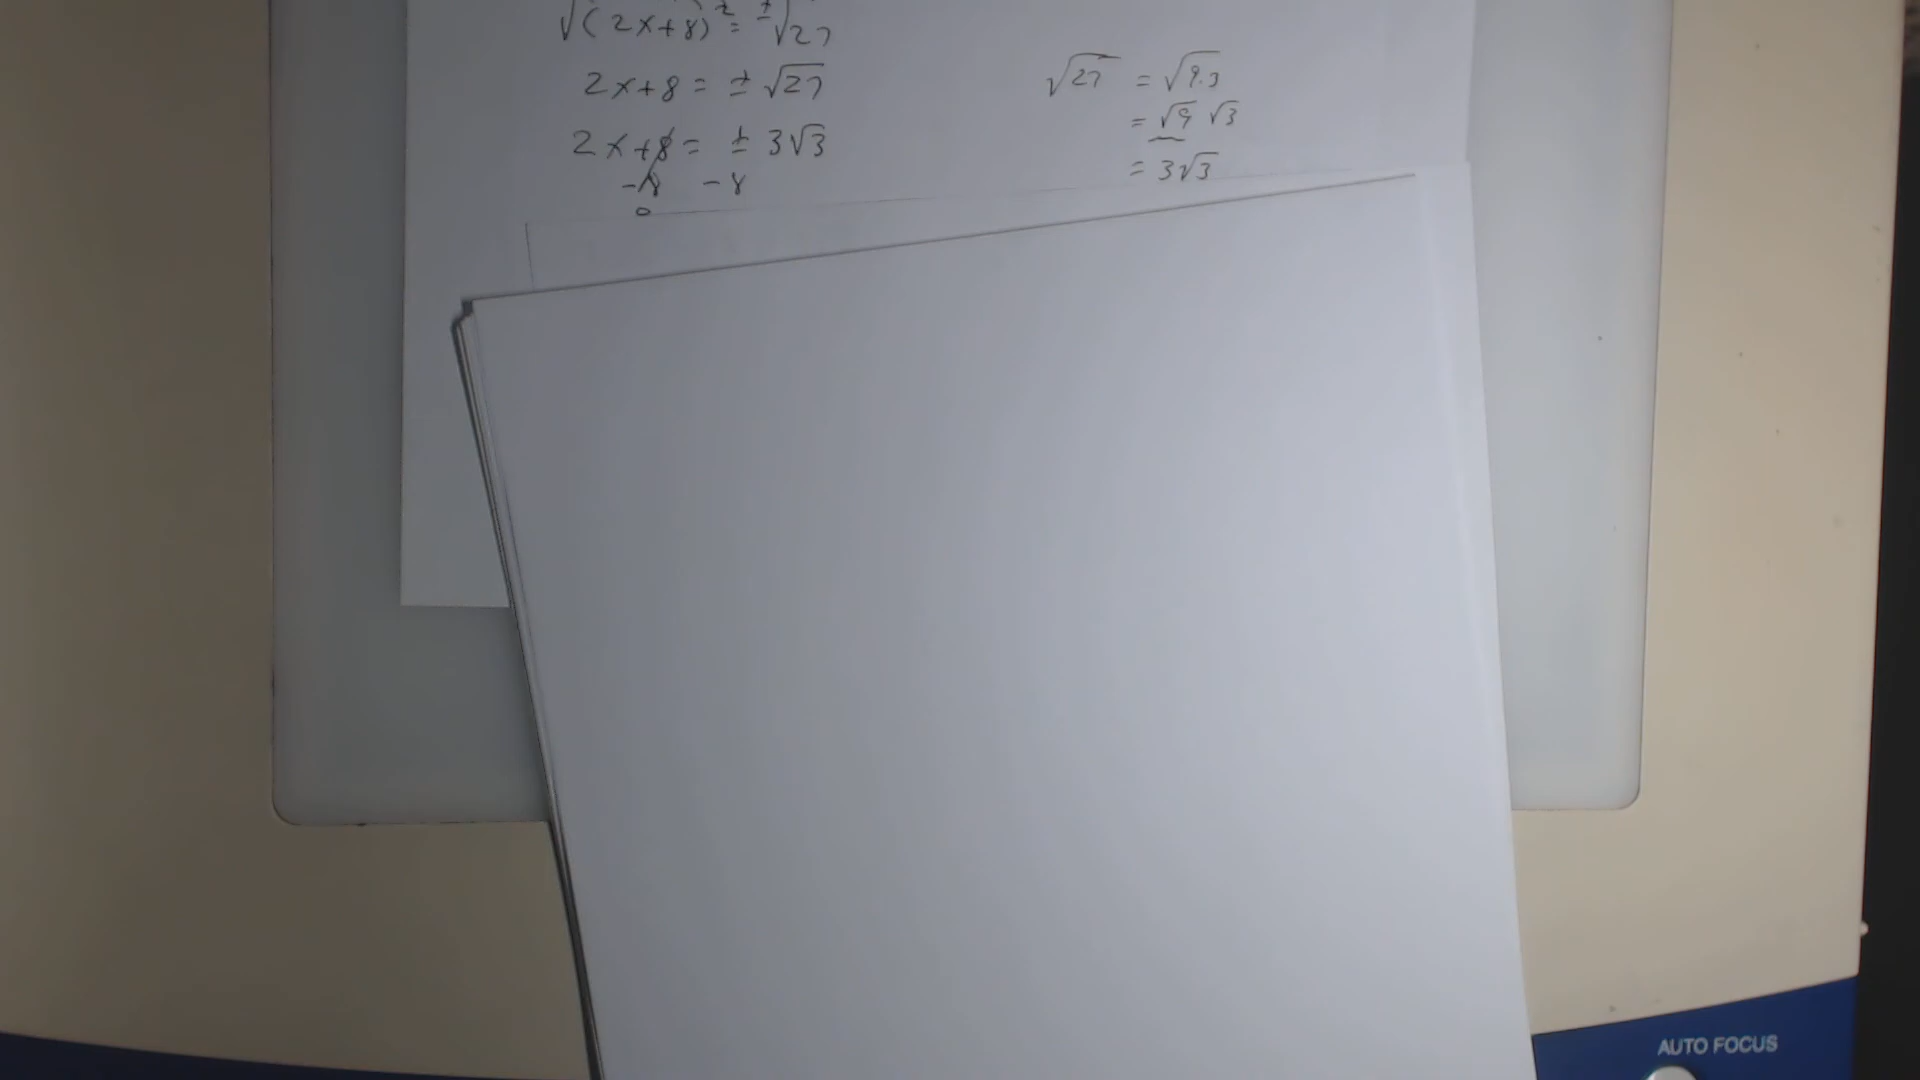 √(2x+8)² = ±√27
2x+8 = ± √27
2x+8 = ± 3√3
-8 -8
0
√27 = √9·3
= √9 √3
= 3√3
AUTO FOCUS